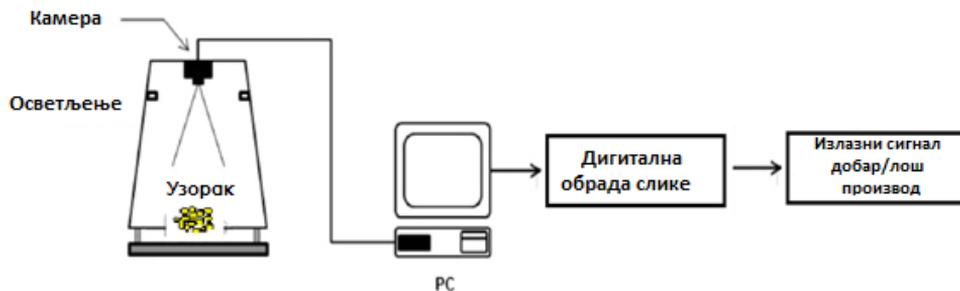 Камера
Осветљење
Узорак
PC
Дигитална
обрада слике
Излазни сигнал
добар/лош
производ